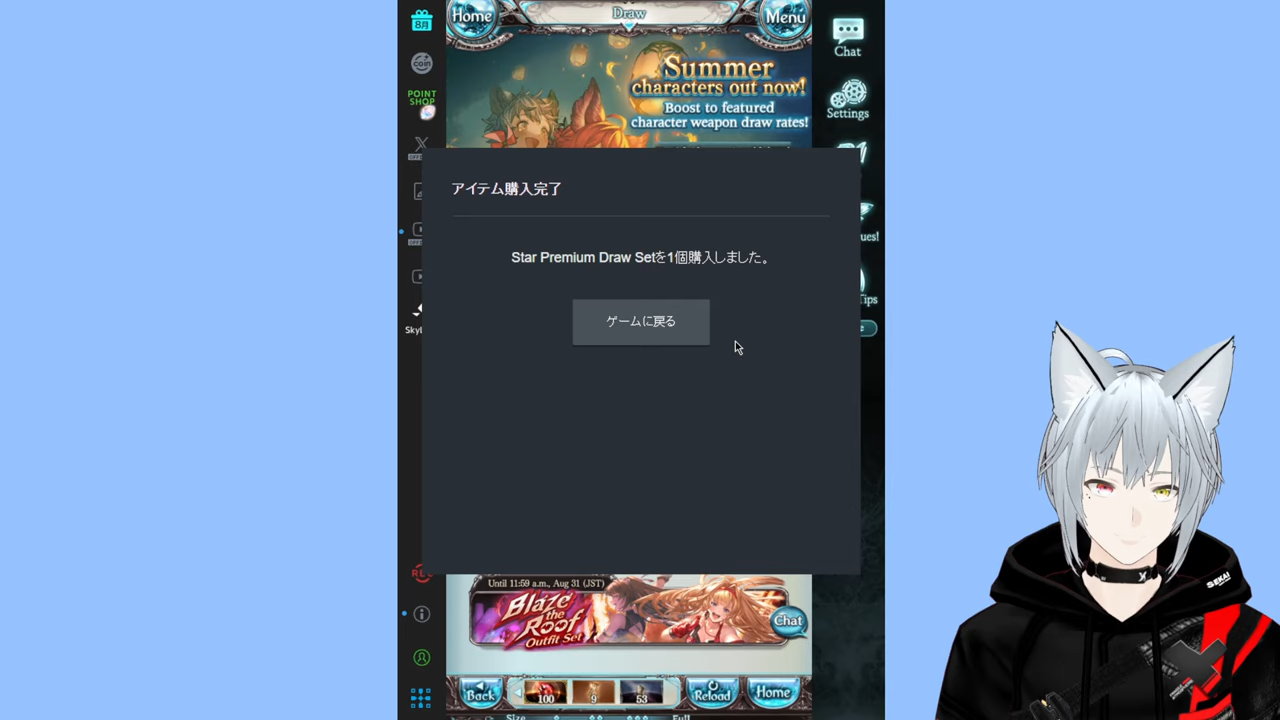 8月
Home
Draw
Menu
coin
POINT
SHOP
Summer
characters out now!
Boost to featured
character weapon draw rates!
Chat
Settings
アイテム購入完了
Star Premium Draw Setを1個購入しました。
ゲームに戻る
Until 11:59 a.m., Aug 31 (JST)
Blaze
the
Roof
Outfit Set
Chat
Back
100
9
53
Reload
Home
Size
Full
SEKAI